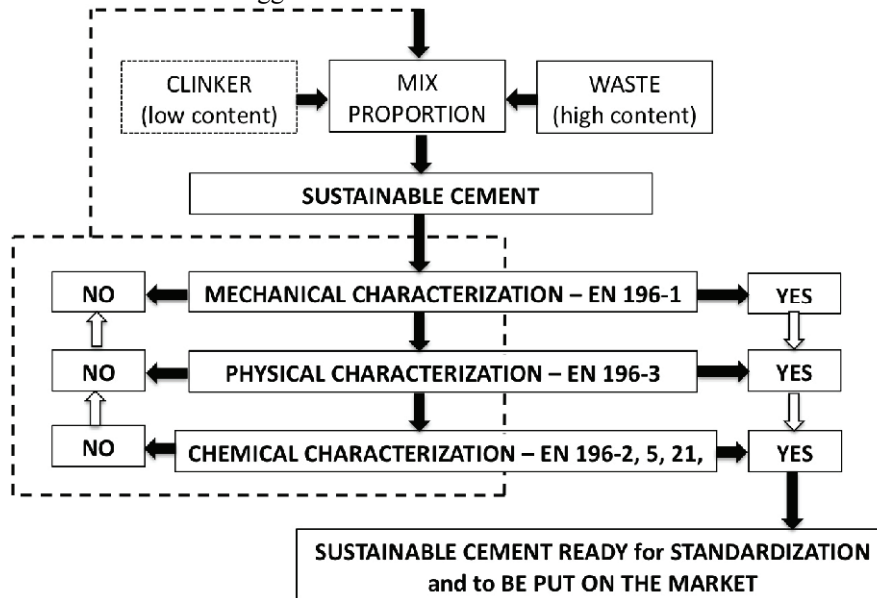 CLINKER
(low content)
MIX
PROPORTION
WASTE
(high content)
SUSTAINABLE CEMENT
NO
MECHANICAL CHARACTERIZATION – EN 196-1
YES
NO
PHYSICAL CHARACTERIZATION – EN 196-3
YES
NO
CHEMICAL CHARACTERIZATION – EN 196-2, 5, 21,
YES
SUSTAINABLE CEMENT READY for STANDARDIZATION
and to BE PUT ON THE MARKET